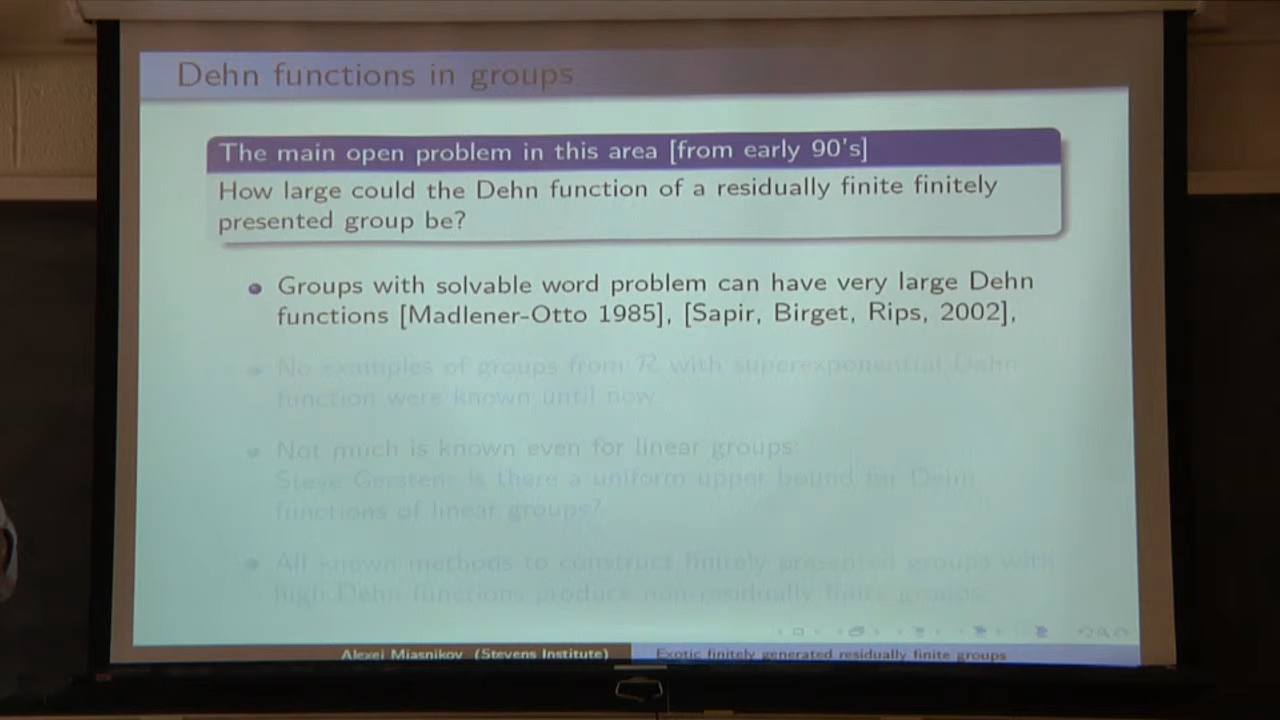 Dehn functions in groups
The main open problem in this area [from early 90's]
How large could the Dehn function of a residually finite finitely
presented group be?
Groups with solvable word problem can have very large Dehn
functions [Madlener-Otto 1985], [Sapir, Birget, Rips, 2002],
No examples of groups from R with superexponential Dehn
function were known until now.
Not much is known even for linear groups:
Steve Gersten: Is there a uniform upper bound for Dehn
functions of linear groups?
All known methods to construct finitely presented groups with
high Dehn functions produce non-residually finite groups.
Alexei Miasnikov (Stevens Institute)
Exotic finitely generated residually finite groups